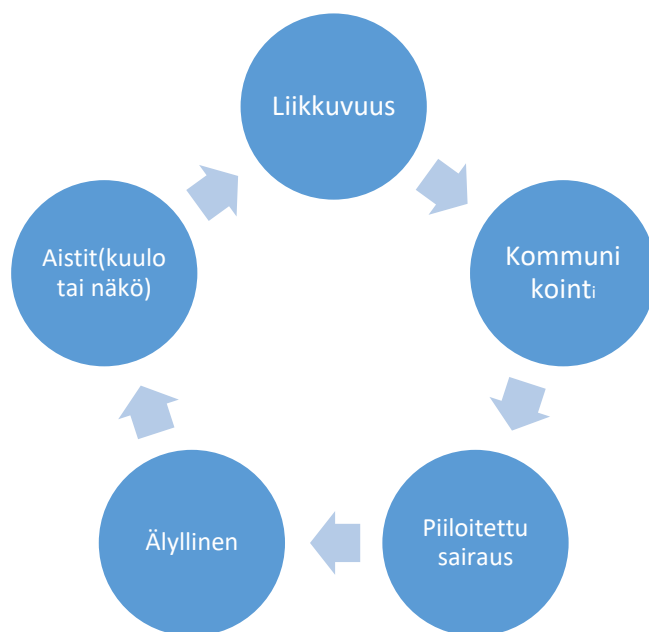 Liikkuvuus
Kommuni
kointi
Piiloitettu
sairaus
Älyllinen
Aistit(kuulo
tai näkö)